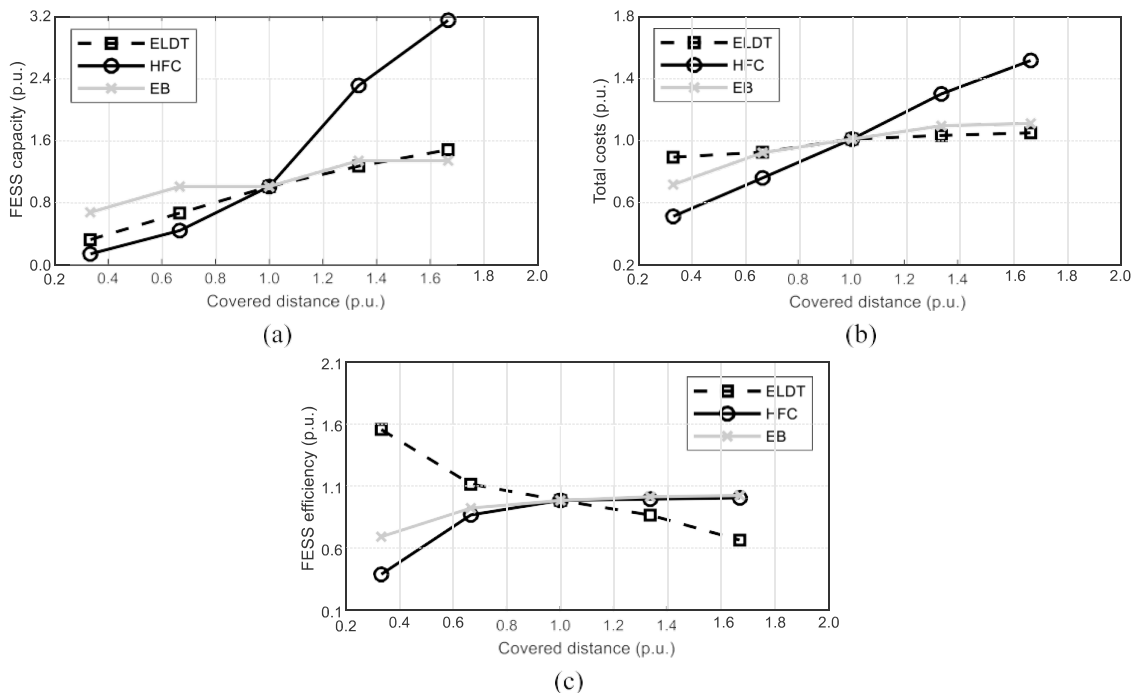 3.2
2.4
1.6
0.8
0.0
FESS capacity (p.u.)
ELDT
HFC
EB
0.2 0.4 0.6 0.8 1.0 1.2 1.4 1.6 1.8 2.0
Covered distance (p.u.)
(a)
1.8
1.4
1.0
0.6
0.2
Total costs (p.u.)
ELDT
HFC
EB
0.2 0.4 0.6 0.8 1.0 1.2 1.4 1.6 1.8 2.0
Covered distance (p.u.)
(b)
2.1
1.6
1.1
0.6
0.1
FESS efficiency (p.u.)
ELDT
HFC
EB
0.2 0.4 0.6 0.8 1.0 1.2 1.4 1.6 1.8 2.0
Covered distance (p.u.)
(c)